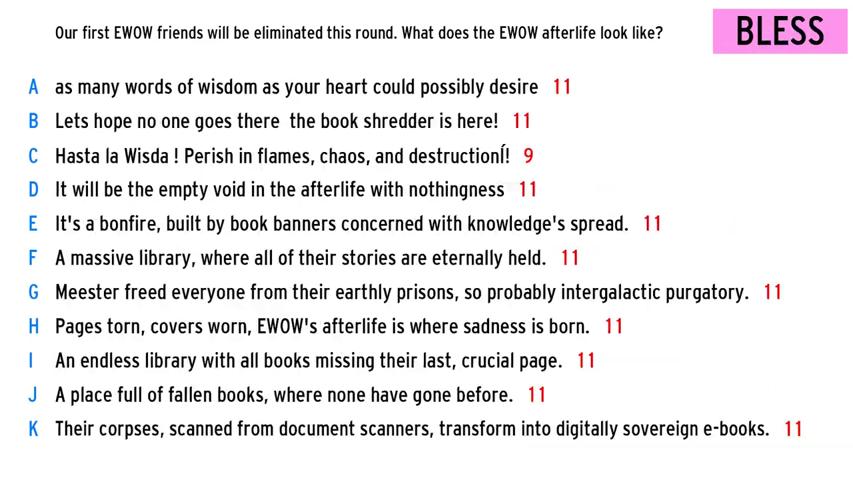 Our first EWOW friends will be eliminated this round. What does the EWOW afterlife look like?
BLESS
A as many words of wisdom as your heart could possibly desire 11
B Lets hope no one goes there the book shredder is here! 11
C Hasta la Wisda ! Perish in flames, chaos, and destructionÍ! 9
D It will be the empty void in the afterlife with nothingness 11
E It's a bonfire, built by book banners concerned with knowledge's spread. 11
F A massive library, where all of their stories are eternally held. 11
G Meester freed everyone from their earthly prisons, so probably intergalactic purgatory. 11
H Pages torn, covers worn, EWOW's afterlife is where sadness is born. 11
I An endless library with all books missing their last, crucial page. 11
J A place full of fallen books, where none have gone before. 11
K Their corpses, scanned from document scanners, transform into digitally sovereign e-books. 11